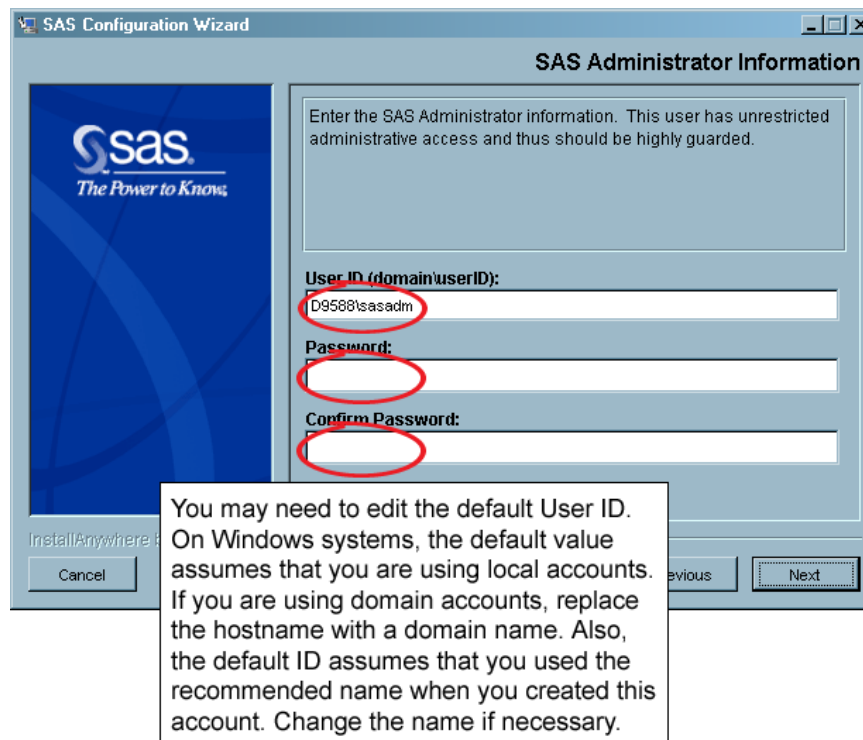 SAS Configuration Wizard
SAS Administrator Information
Enter the SAS Administrator information. This user has unrestricted
administrative access and thus should be highly guarded.
sas.
The Power to Know.
User ID (domain\userID):
D9588\sasadm
Password:
Confirm Password:
InstallAnywhere
Cancel
evious
Next
You may need to edit the default User ID.
On Windows systems, the default value
assumes that you are using local accounts.
If you are using domain accounts, replace
the hostname with a domain name. Also,
the default ID assumes that you used the
recommended name when you created this
account. Change the name if necessary.